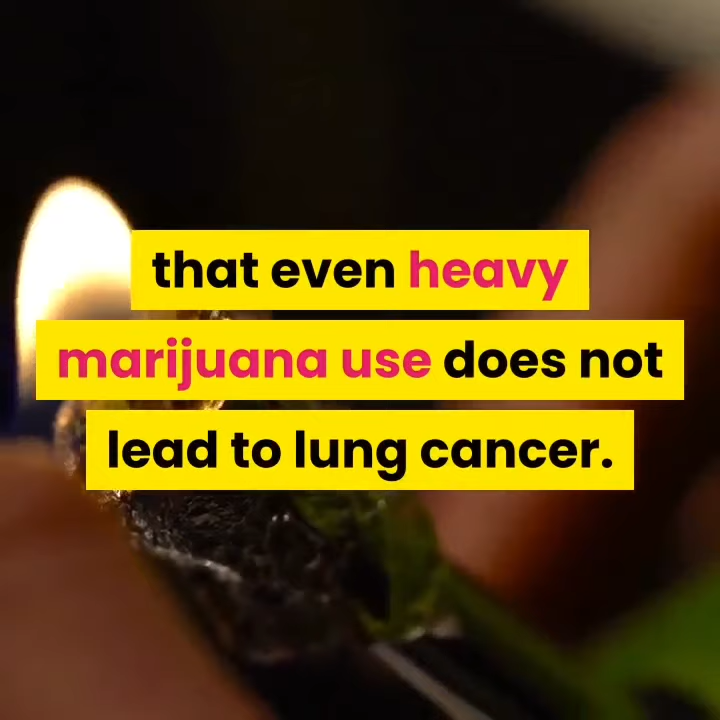 that even heavy
marijuana use does not
lead to lung cancer.